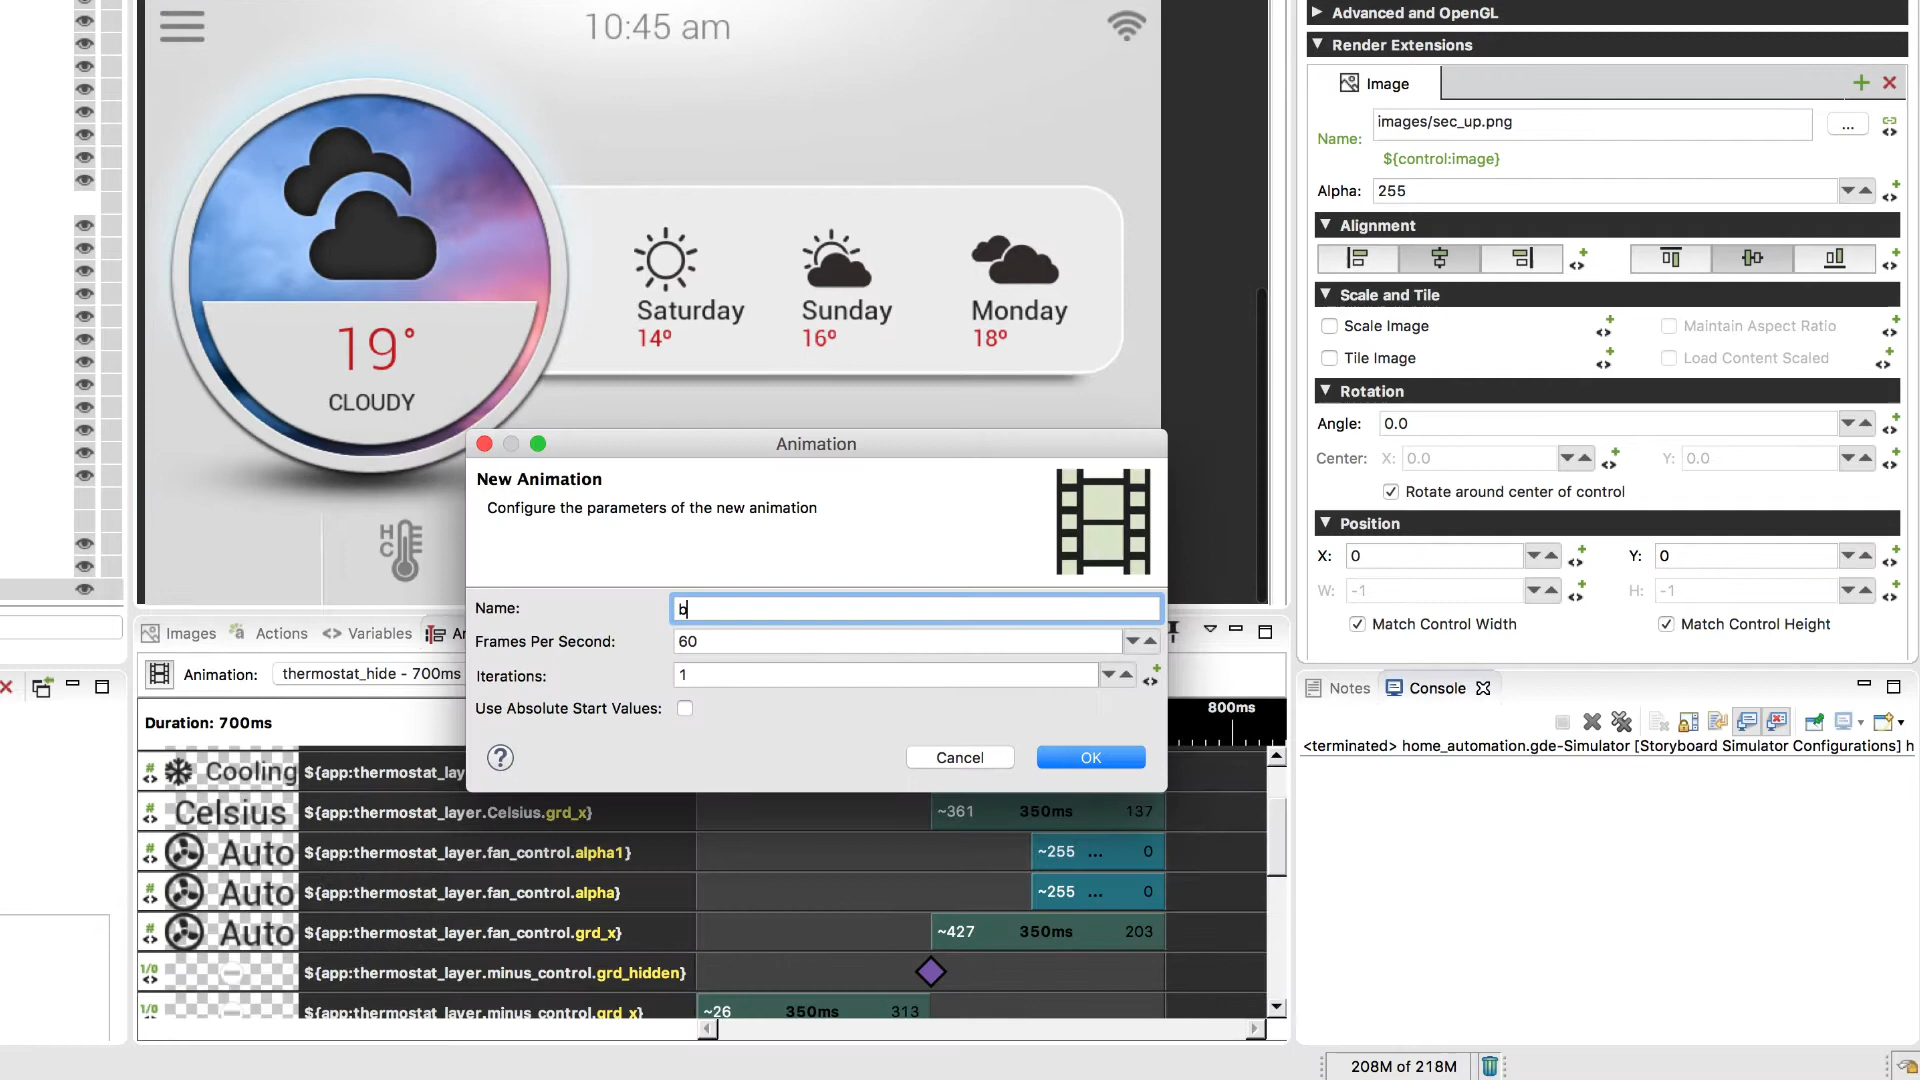 10:45 am
19°
CLOUDY
Saturday
14º
Sunday
16º
Monday
18º
H
C
Advanced and OpenGL
Render Extensions
Image
Name:
images/sec_up.png
...
${control:image}
Alpha:
255
Alignment
Scale and Tile
Scale Image
Maintain Aspect Ratio
Tile Image
Load Content Scaled
Rotation
Angle:
0.0
Center:
X:
0.0
Y:
0.0
Rotate around center of control
Position
X:
0
Y:
0
W:
-1
H:
-1
Match Control Width
Match Control Height
Animation
New Animation
Configure the parameters of the new animation
Name:
b
Frames Per Second:
60
Iterations:
1
Use Absolute Start Values:
?
Cancel
OK
Images
Actions
Variables
Animation:
thermostat_hide - 700ms
Duration: 700ms
800ms
Cooling
${app:thermostat_lay
Celsius
${app:thermostat_layer.Celsius.grd_x}
~361
350ms
137
Auto
${app:thermostat_layer.fan_control.alpha1}
~255
...
0
Auto
${app:thermostat_layer.fan_control.alpha}
~255
...
0
Auto
${app:thermostat_layer.fan_control.grd_x}
~427
350ms
203
1/0
${app:thermostat_layer.minus_control.grd_hidden}
1/0
${app:thermostat_layer.minus_control.grd_x}
~26
350ms
313
Notes
Console
<terminated> home_automation.gde-Simulator [Storyboard Simulator Configurations] h
208M of 218M